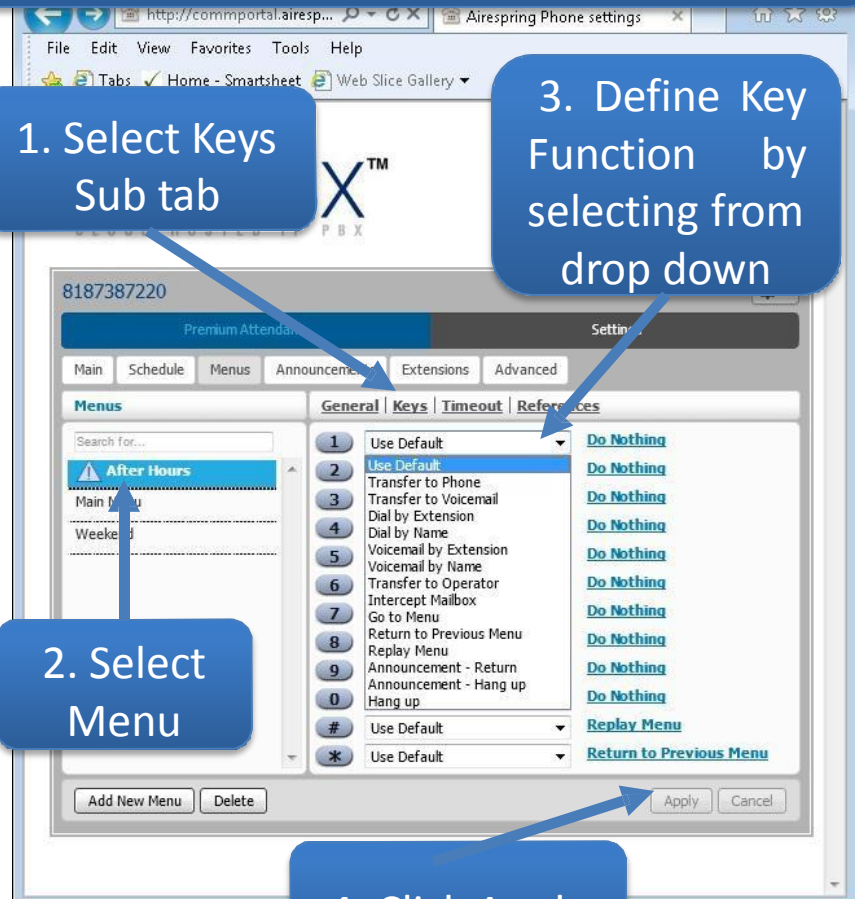 http://commportal.airesp...
Airespring Phone settings
File Edit View Favorites Tools Help
Tabs Home - Smartsheet Web Slice Gallery
1. Select Keys
Sub tab
3. Define Key
Function by
selecting from
drop down
X™
PBX
8187387220
Premium Attendan
Settin
Main Schedule Menus Announceme Extensions Advanced
Menus
General | Keys | Timeout | References
Search for...
After Hours
Main M u
Weeke d
1 Use Default Do Nothing
2 Use Default Do Nothing
Transfer to Phone
3 Transfer to Voicemail Do Nothing
Dial by Extension
4 Dial by Name Do Nothing
Voicemail by Extension
5 Voicemail by Name Do Nothing
6 Transfer to Operator Do Nothing
Intercept Mailbox
7 Go to Menu Do Nothing
Return to Previous Menu
8 Replay Menu Do Nothing
9 Announcement - Return Do Nothing
Announcement - Hang up
0 Hang up Do Nothing
# Use Default Replay Menu
* Use Default Return to Previous Menu
2. Select
Menu
Add New Menu Delete
Apply Cancel